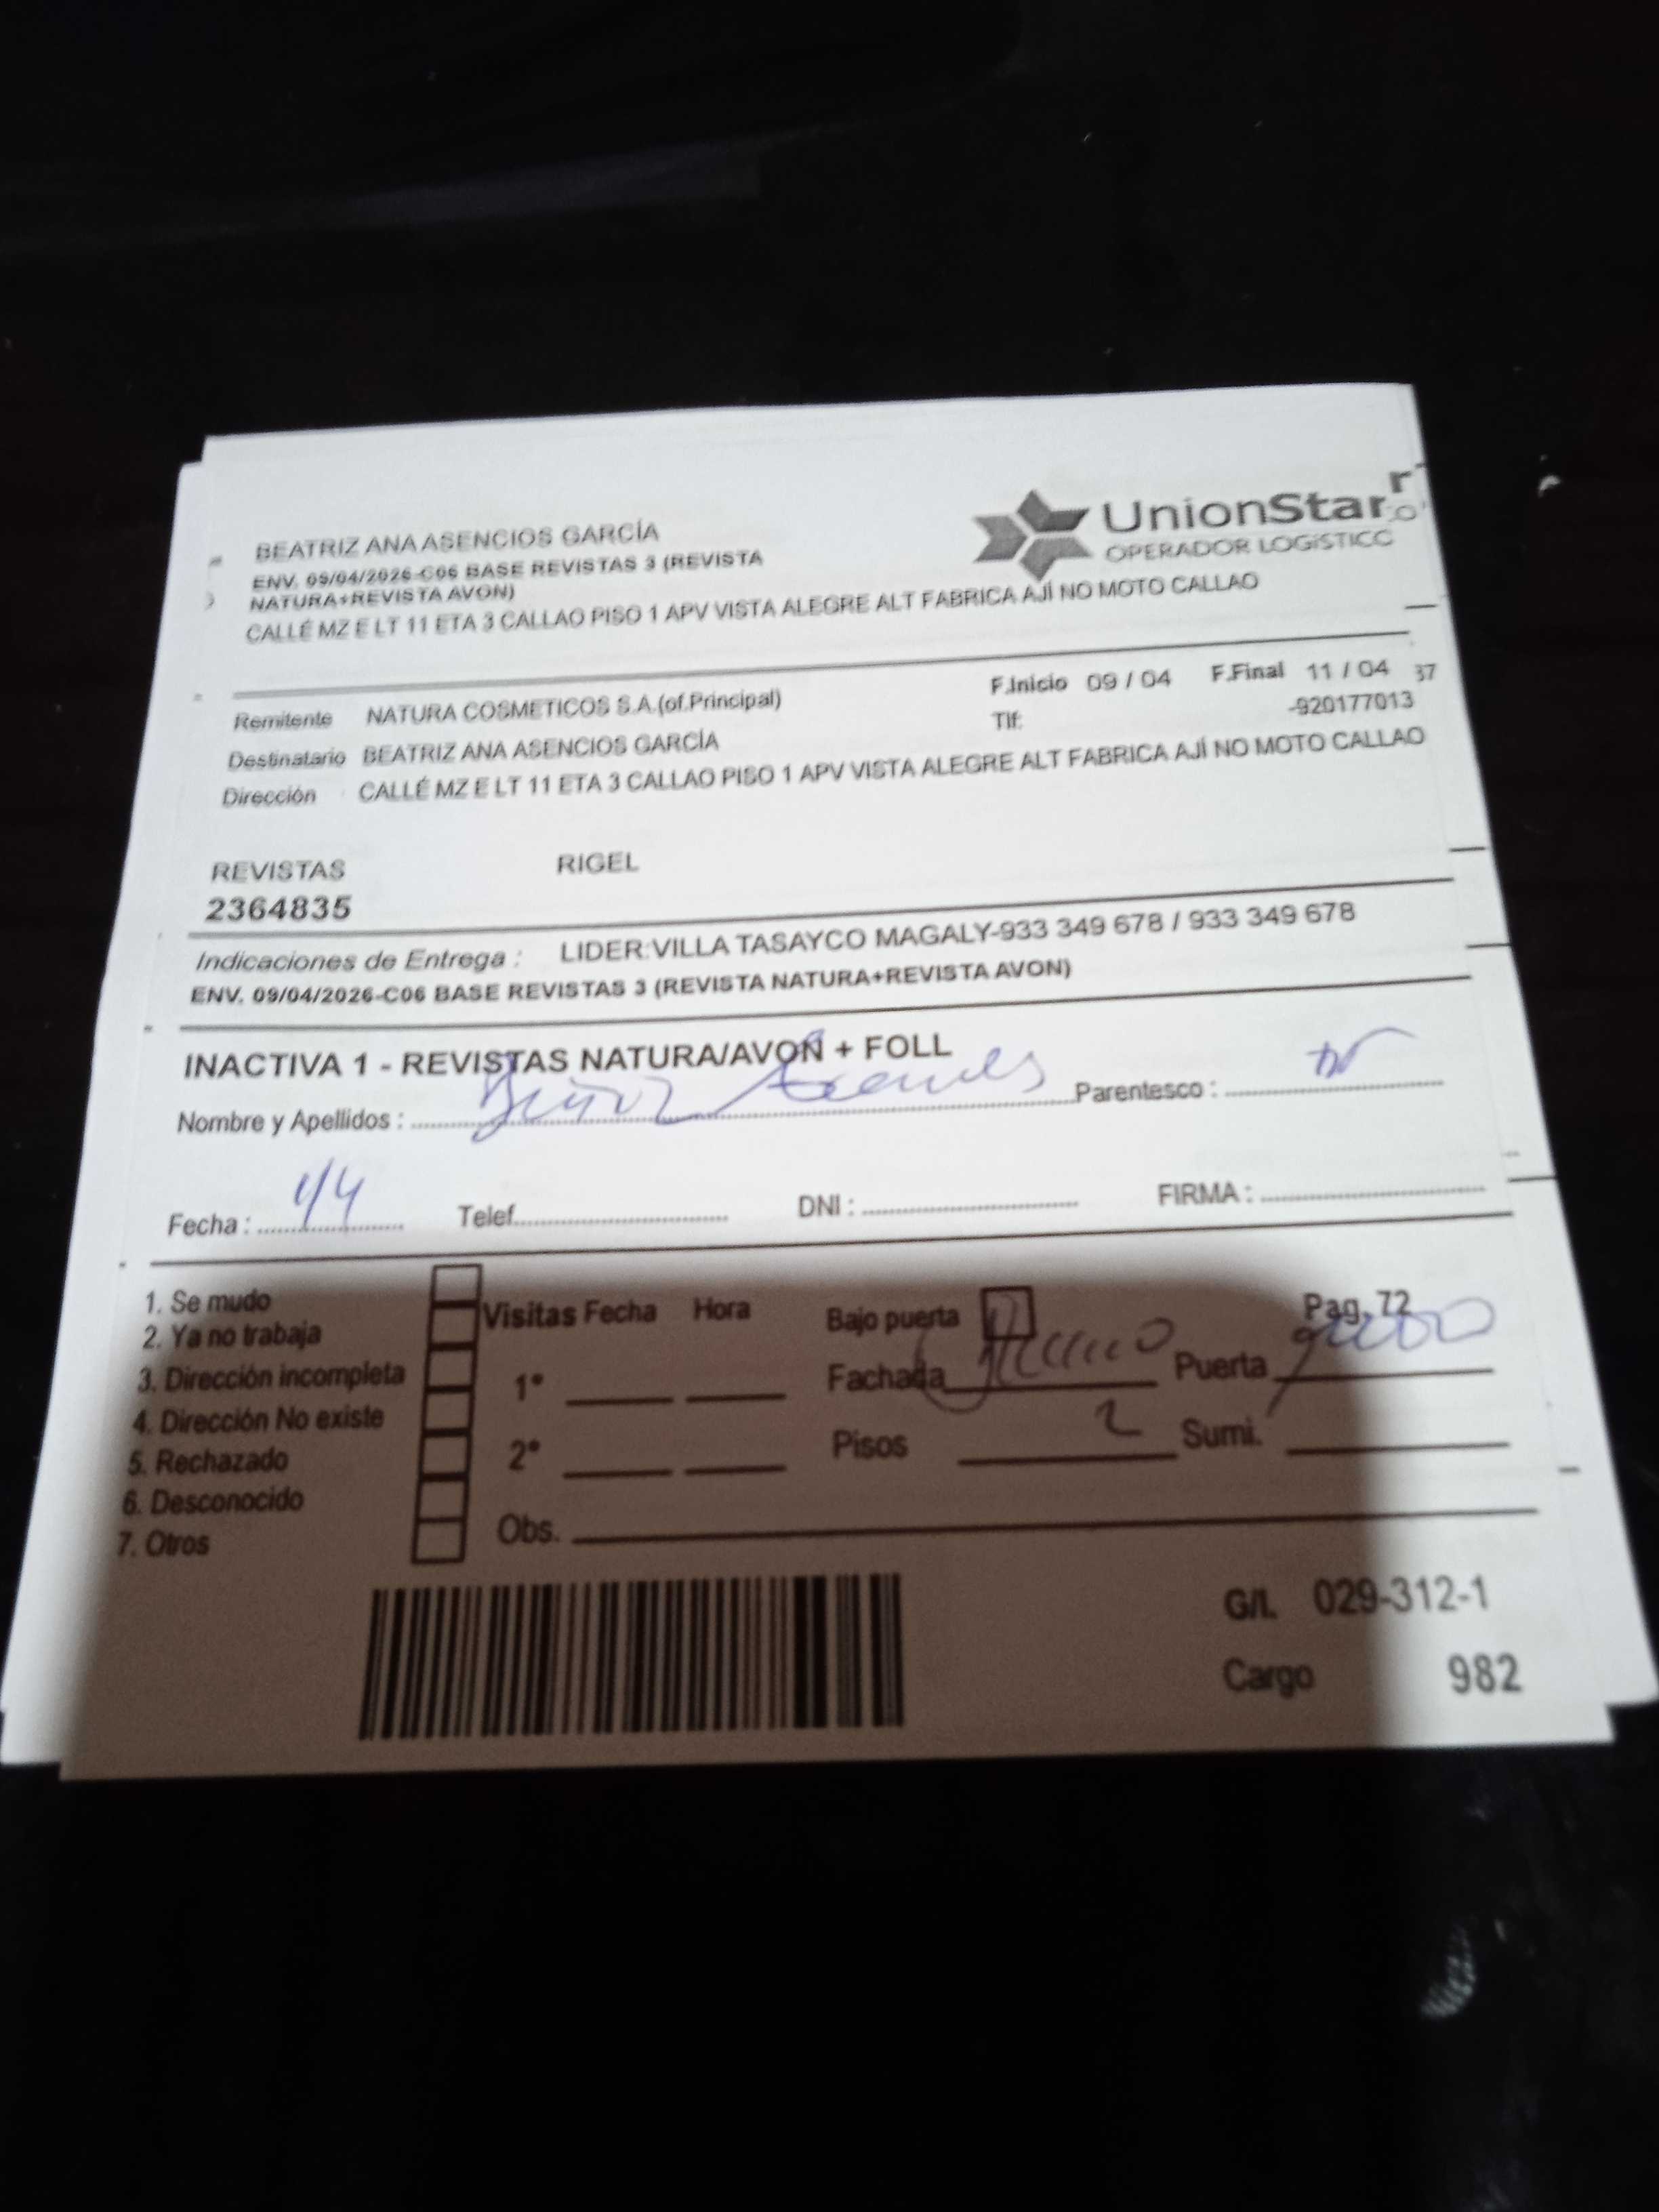 BEATRIZ ANA ASENCIOS GARCÍA
ENV. 09/04/2026-C06 BASE REVISTAS 3 (REVISTA
NATURA+REVISTA AVON)
CALLÉ MZ E LT 11 ETA 3 CALLAO PISO 1 APV VISTA ALEGRE ALT FABRICA AJÍ NO MOTO CALLAO
UnionStar
OPERADOR LOGÍSTICO
F.Inicio 09 / 04 F.Final 11 / 04 37
Remitente NATURA COSMETICOS S.A.(of.Principal)
Tlf: -920177013
Destinatario BEATRIZ ANA ASENCIOS GARCÍA
Dirección CALLÉ MZ E LT 11 ETA 3 CALLAO PISO 1 APV VISTA ALEGRE ALT FABRICA AJÍ NO MOTO CALLAO
REVISTAS RIGEL
2364835
Indicaciones de Entrega : LIDER:VILLA TASAYCO MAGALY-933 349 678 / 933 349 678
ENV. 09/04/2026-C06 BASE REVISTAS 3 (REVISTA NATURA+REVISTA AVON)
INACTIVA 1 - REVISTAS NATURA/AVON + FOLL
Nombre y Apellidos : Parentesco :
Fecha : Telef. DNI : FIRMA :
1. Se mudo
2. Ya no trabaja
3. Dirección incompleta
4. Dirección No existe
5. Rechazado
6. Desconocido
7. Otros
Visitas Fecha Hora
1°
2°
Obs.
Bajo puerta Pag. 72
Fachada Puerta
Pisos 2 Sumi.
G/I. 029-312-1
Cargo 982